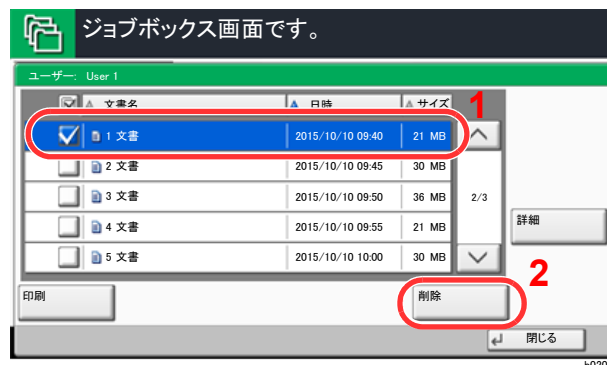 ジョブボックス画面です。
ユーザー: User 1
文書名 日時 サイズ
1
1 文書 2015/10/10 09:40 21 MB
2 文書 2015/10/10 09:45 30 MB
3 文書 2015/10/10 09:50 36 MB
2/3
4 文書 2015/10/10 09:55 21 MB
詳細
5 文書 2015/10/10 10:00 30 MB
2
印刷 削除
閉じる